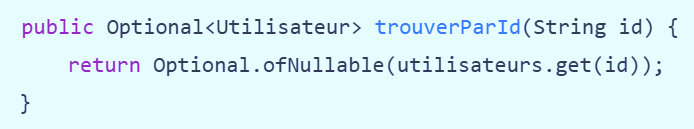 public Optional<Utilisateur> trouverParId(String id) {
    return Optional.ofNullable(utilisateurs.get(id));
}